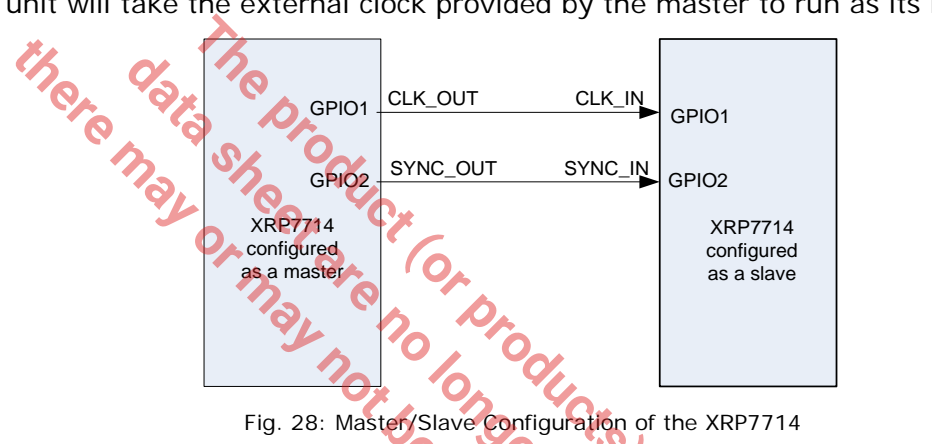 unit will take the external clock provided by the master to run as its
GPIO1 CLK_OUT CLK_IN GPIO1
GPIO2 SYNC_OUT SYNC_IN GPIO2
XRP7714
configured
as a master
XRP7714
configured
as a slave
The product (or products)
data sheet are no longer
there may or may not be
Fig. 28: Master/Slave Configuration of the XRP7714